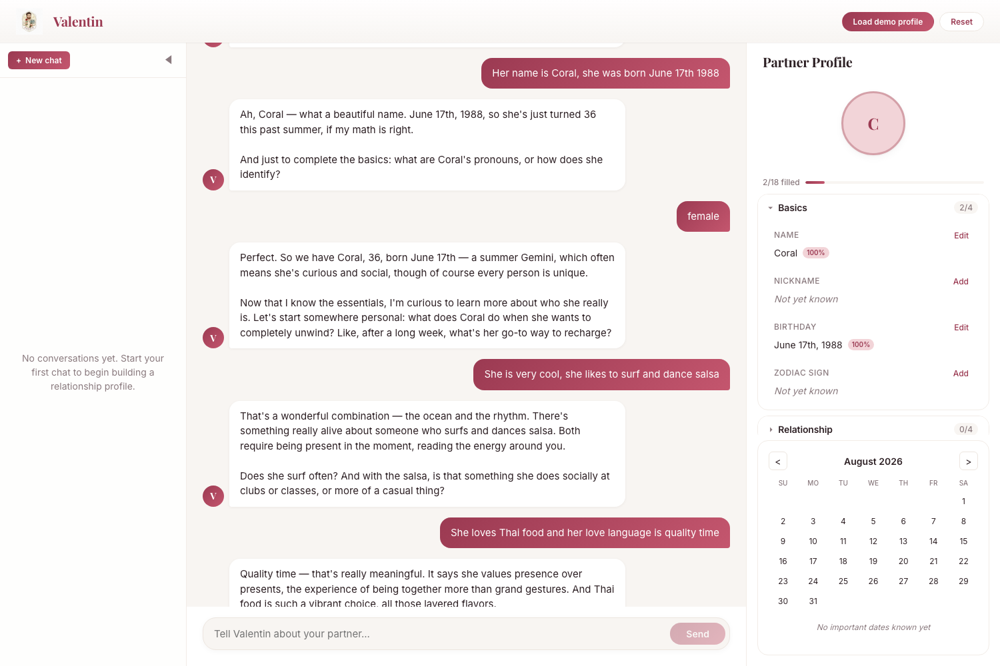 Valentin
Load demo profile
Reset
+ New chat
No conversations yet. Start your
first chat to begin building a
relationship profile.
Her name is Coral, she was born June 17th 1988
Ah, Coral — what a beautiful name. June 17th, 1988, so she's just turned 36
this past summer, if my math is right.
And just to complete the basics: what are Coral's pronouns, or how does she
identify?
V
female
Perfect. So we have Coral, 36, born June 17th — a summer Gemini, which often
means she's curious and social, though of course every person is unique.
Now that I know the essentials, I'm curious to learn more about who she really
is. Let's start somewhere personal: what does Coral do when she wants to
completely unwind? Like, after a long week, what's her go-to way to recharge?
V
She is very cool, she likes to surf and dance salsa
That's a wonderful combination — the ocean and the rhythm. There's
something really alive about someone who surfs and dances salsa. Both
require being present in the moment, reading the energy around you.
Does she surf often? And with the salsa, is that something she does socially at
clubs or classes, or more of a casual thing?
V
She loves Thai food and her love language is quality time
Quality time — that's really meaningful. It says she values presence over
presents, the experience of being together more than grand gestures. And Thai
food is such a vibrant choice, all those layered flavors.
Tell Valentin about your partner...
Send
Partner Profile
C
2/18 filled
Basics
2/4
NAME
Edit
Coral 100%
NICKNAME
Add
Not yet known
BIRTHDAY
Edit
June 17th, 1988 100%
ZODIAC SIGN
Add
Not yet known
Relationship
0/4
< August 2026 >
SU MO TU WE TH FR SA
1
2 3 4 5 6 7 8
9 10 11 12 13 14 15
16 17 18 19 20 21 22
23 24 25 26 27 28 29
30 31
No important dates known yet